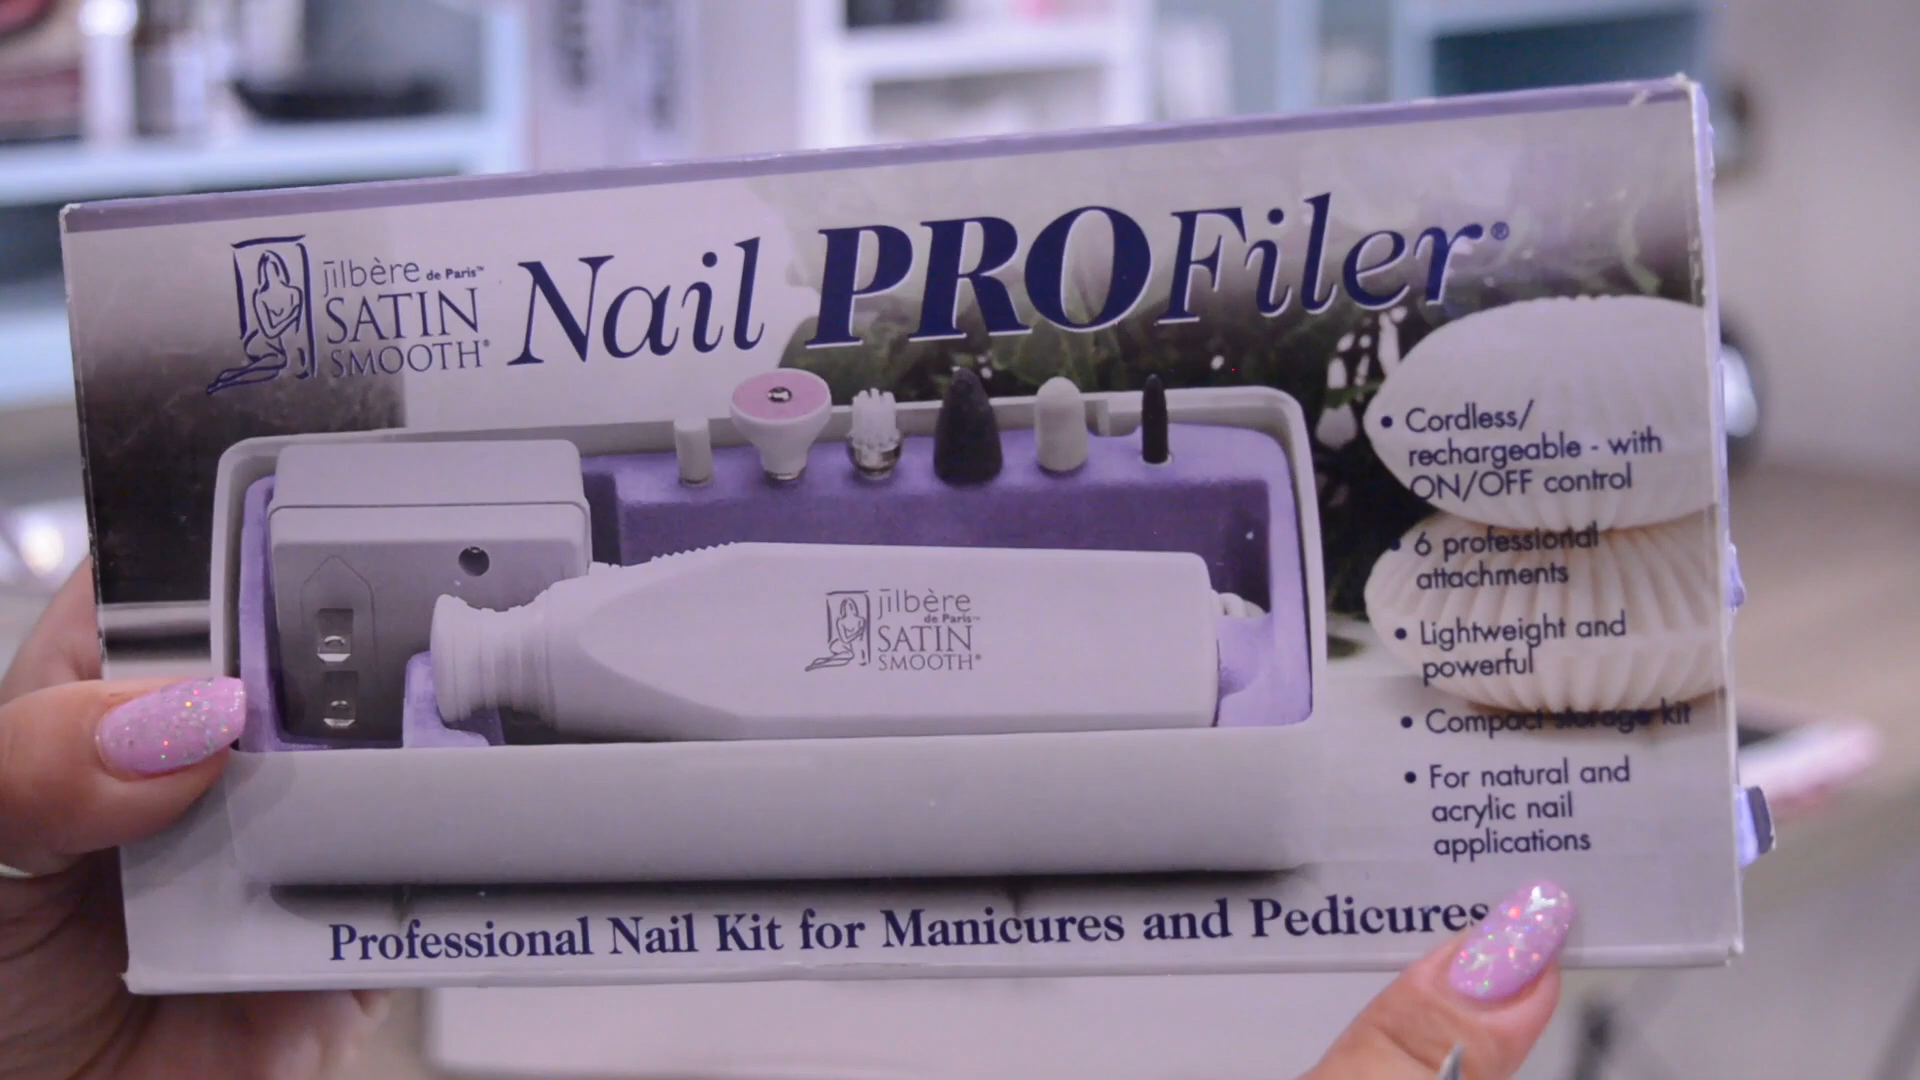 jilbère de Paris™
SATIN
SMOOTH®
Nail PROFiler®
• Cordless/
rechargeable - with
ON/OFF control
• 6 professional
attachments
• Lightweight and
powerful
• Compact storage kit
• For natural and
acrylic nail
applications
jilbère
de Paris™
SATIN
SMOOTH®
Professional Nail Kit for Manicures and Pedicures